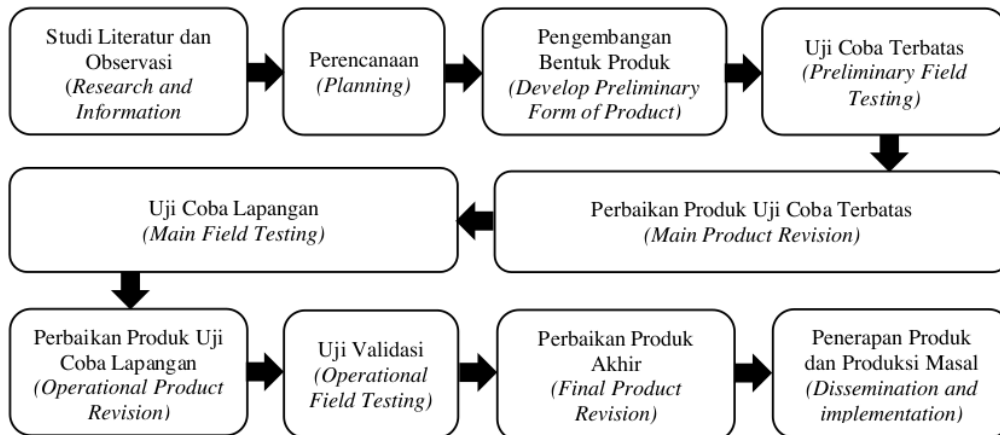 Studi Literatur dan
Observasi
(Research and
Information
Perencanaan
(Planning)
Pengembangan
Bentuk Produk
(Develop Preliminary
Form of Product)
Uji Coba Terbatas
(Preliminary Field
Testing)
Perbaikan Produk Uji Coba Terbatas
(Main Product Revision)
Uji Coba Lapangan
(Main Field Testing)
Perbaikan Produk Uji
Coba Lapangan
(Operational Product
Revision)
Uji Validasi
(Operational
Field Testing)
Perbaikan Produk
Akhir
(Final Product
Revision)
Penerapan Produk
dan Produksi Masal
(Dissemination and
implementation)